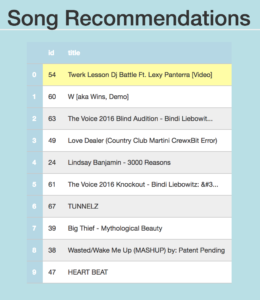 Song Recommendations
id title
0 54 Twerk Lesson Dj Battle Ft. Lexy Panterra [Video]
1 60 W [aka Wins, Demo]
2 63 The Voice 2016 Blind Audition - Bindi Liebowit...
3 49 Love Dealer (Country Club Martini CrewxBit Error)
4 24 Lindsay Banjamin - 3000 Reasons
5 61 The Voice 2016 Knockout - Bindi Liebowitz: &#3...
6 67 TUNNELZ
7 39 Big Thief - Mythological Beauty
8 38 Wasted/Wake Me Up (MASHUP) by: Patent Pending
9 47 HEART BEAT